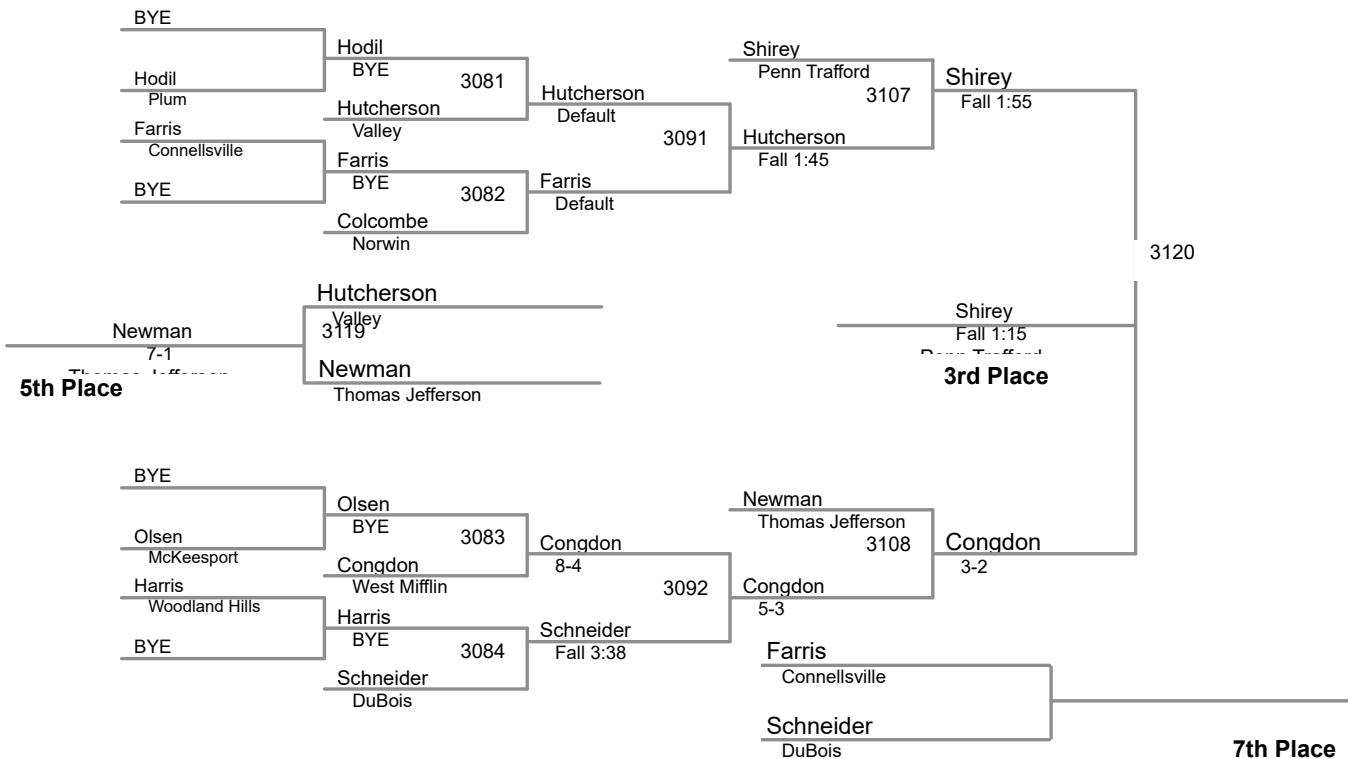 BYE
Hodil
BYE
Hodil
Plum
3081
Hutcherson
Valley
Farris
Connellsville
Farris
BYE
BYE
3082
Colcombe
Norwin
Hutcherson
Default
3091
Farris
Default
Shirey
Penn Trafford
3107
Hutcherson
Fall 1:45
Shirey
Fall 1:55
3120
Hutcherson
Valley
3119
Newman
7-1
Thomas Jefferson
5th Place
Newman
Thomas Jefferson
Shirey
Fall 1:15
Penn Trafford
3rd Place
BYE
Olsen
BYE
Olsen
McKeesport
3083
Congdon
West Mifflin
Harris
Woodland Hills
Harris
BYE
BYE
3084
Schneider
DuBois
Congdon
8-4
3092
Schneider
Fall 3:38
Newman
Thomas Jefferson
3108
Congdon
5-3
Congdon
3-2
Farris
Connellsville
Schneider
DuBois
7th Place